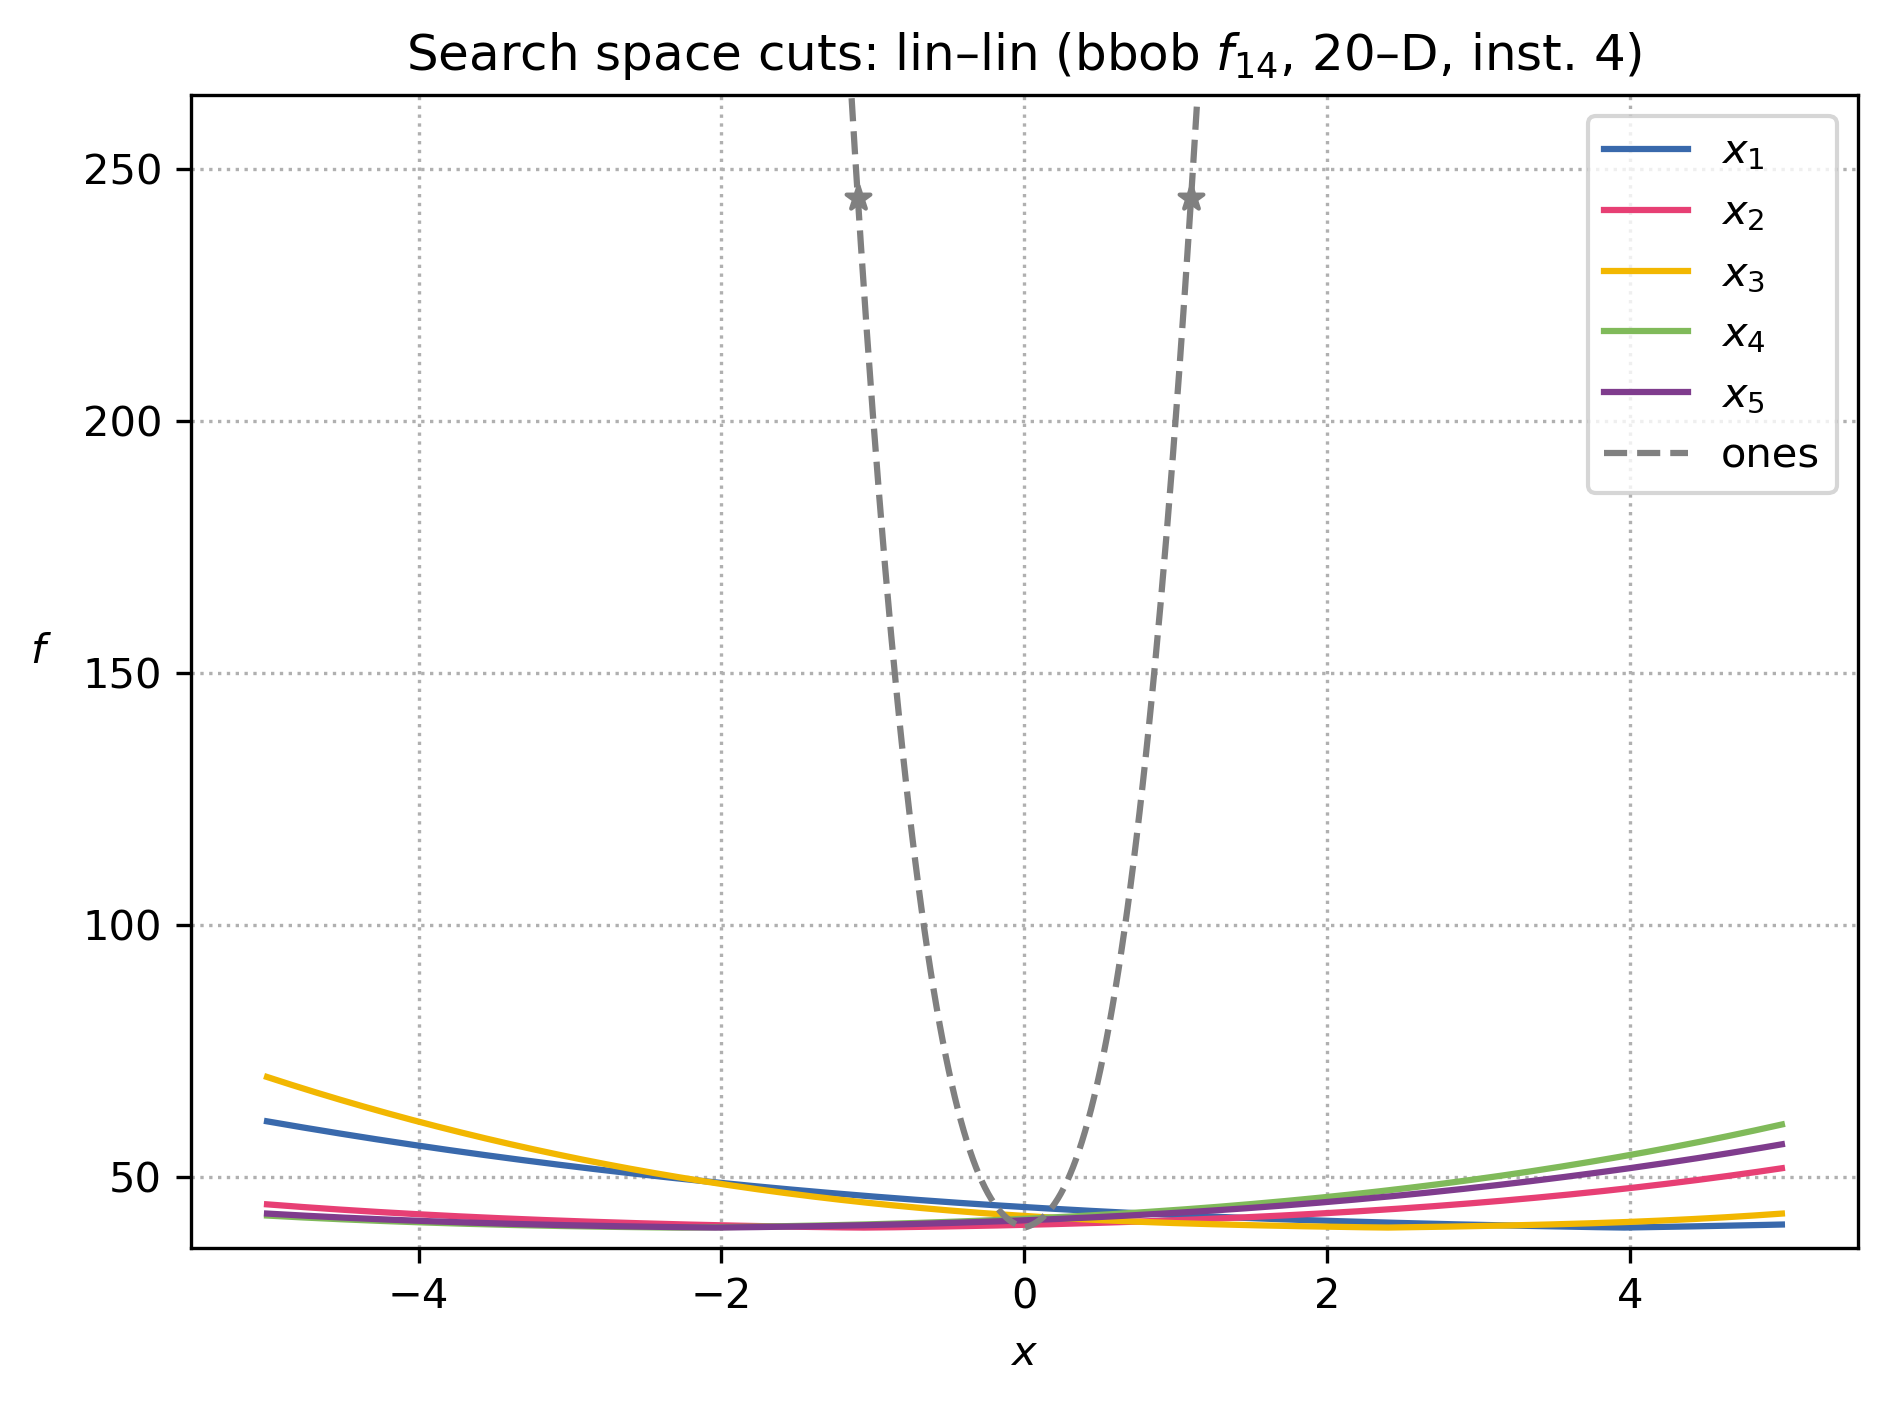 Search space cuts: lin–lin (bbob f₁₄, 20–D, inst. 4)
250
200
150
100
50
f
−4
−2
0
2
4
x
x₁
x₂
x₃
x₄
x₅
ones